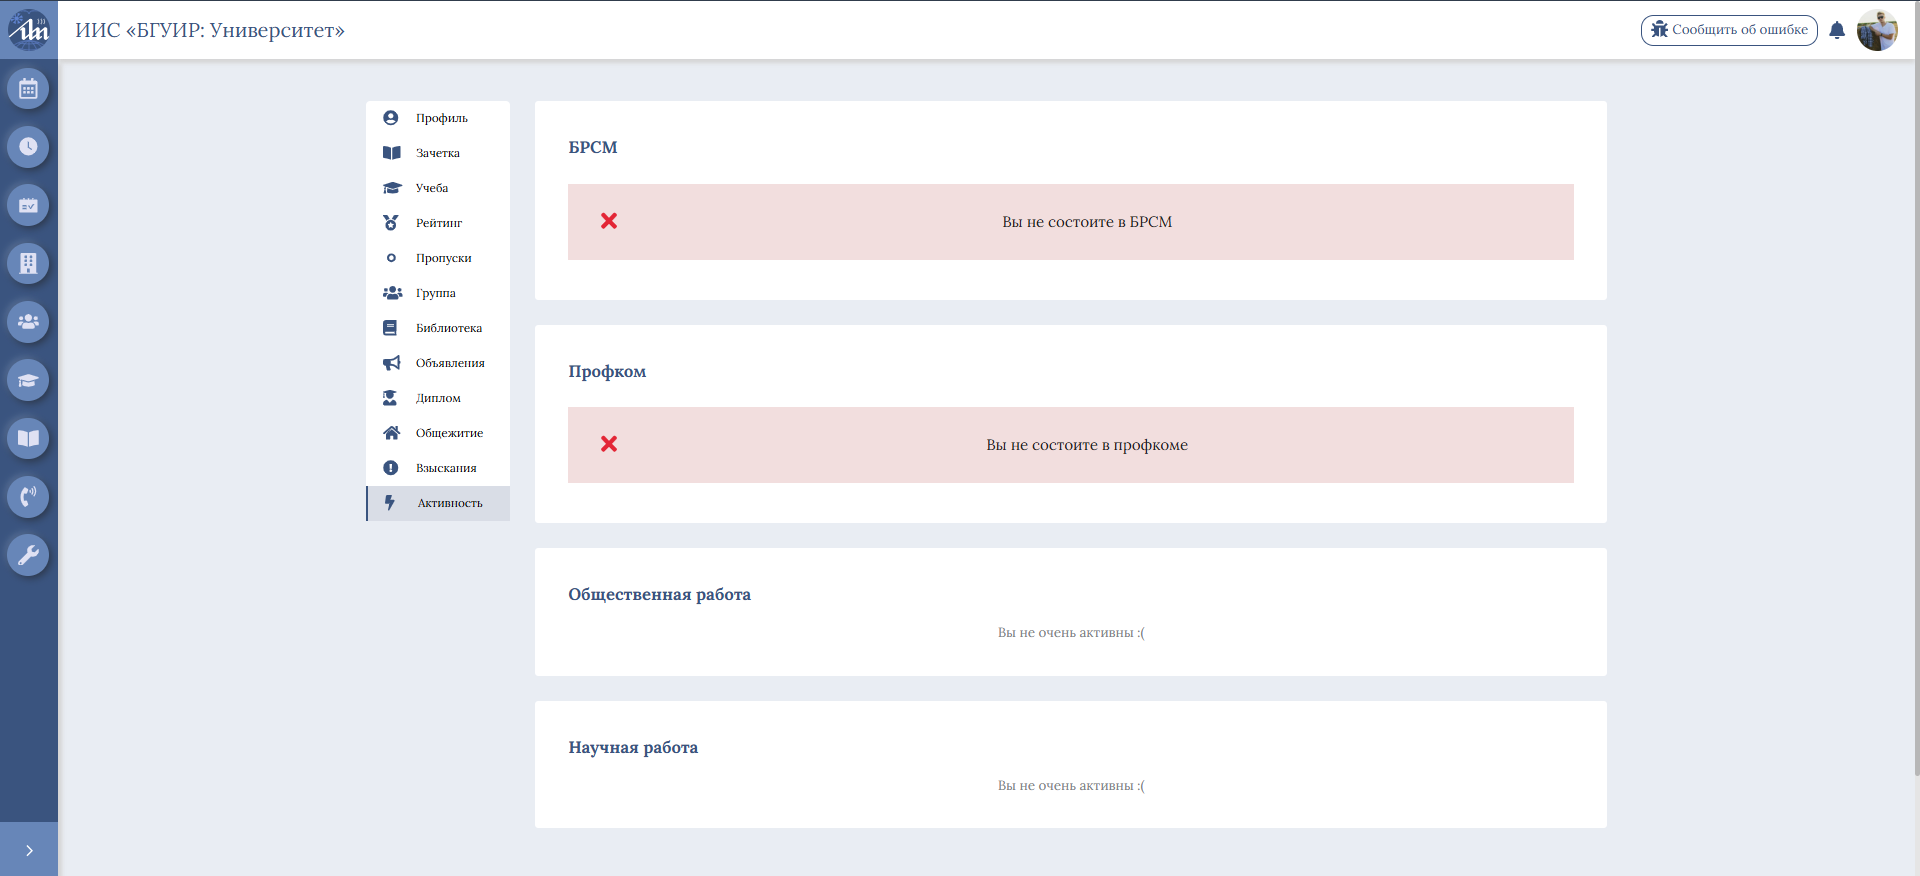 ИИС «БГУИР: Университет»
Сообщить об ошибке
Профиль
Зачетка
Учеба
Рейтинг
Пропуски
Группа
Библиотека
Объявления
Диплом
Общежитие
Взыскания
Активность
БРСМ
Вы не состоите в БРСМ
Профком
Вы не состоите в профкоме
Общественная работа
Вы не очень активны :(
Научная работа
Вы не очень активны :(